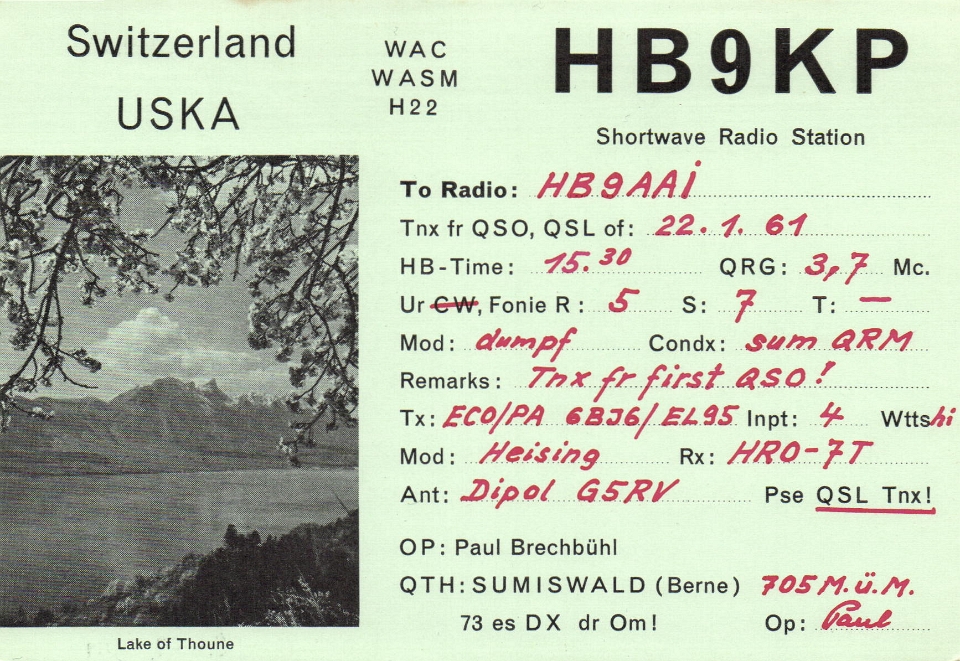 Switzerland
USKA
WAC
WASM
H22
HB9KP
Shortwave Radio Station
To Radio: HB9AAi
Tnx fr QSO, QSL of: 22. 1. 61
HB-Time: 15.30 QRG: 3,7 Mc.
Ur CW, Fonie R: 5 S: 7 T: —
Mod: dumpf Condx: sum QRM
Remarks: Tnx fr first QSO!
Tx: ECO/PA 6BJ6/EL95 Inpt: 4 Wtts hi
Mod: Heising Rx: HRO-7T
Ant: Dipol G5RV Pse QSL Tnx!
OP: Paul Brechbühl
QTH: SUMISWALD (Berne) 705 M.ü.M.
73 es DX dr Om! Op: Paul
Lake of Thoune